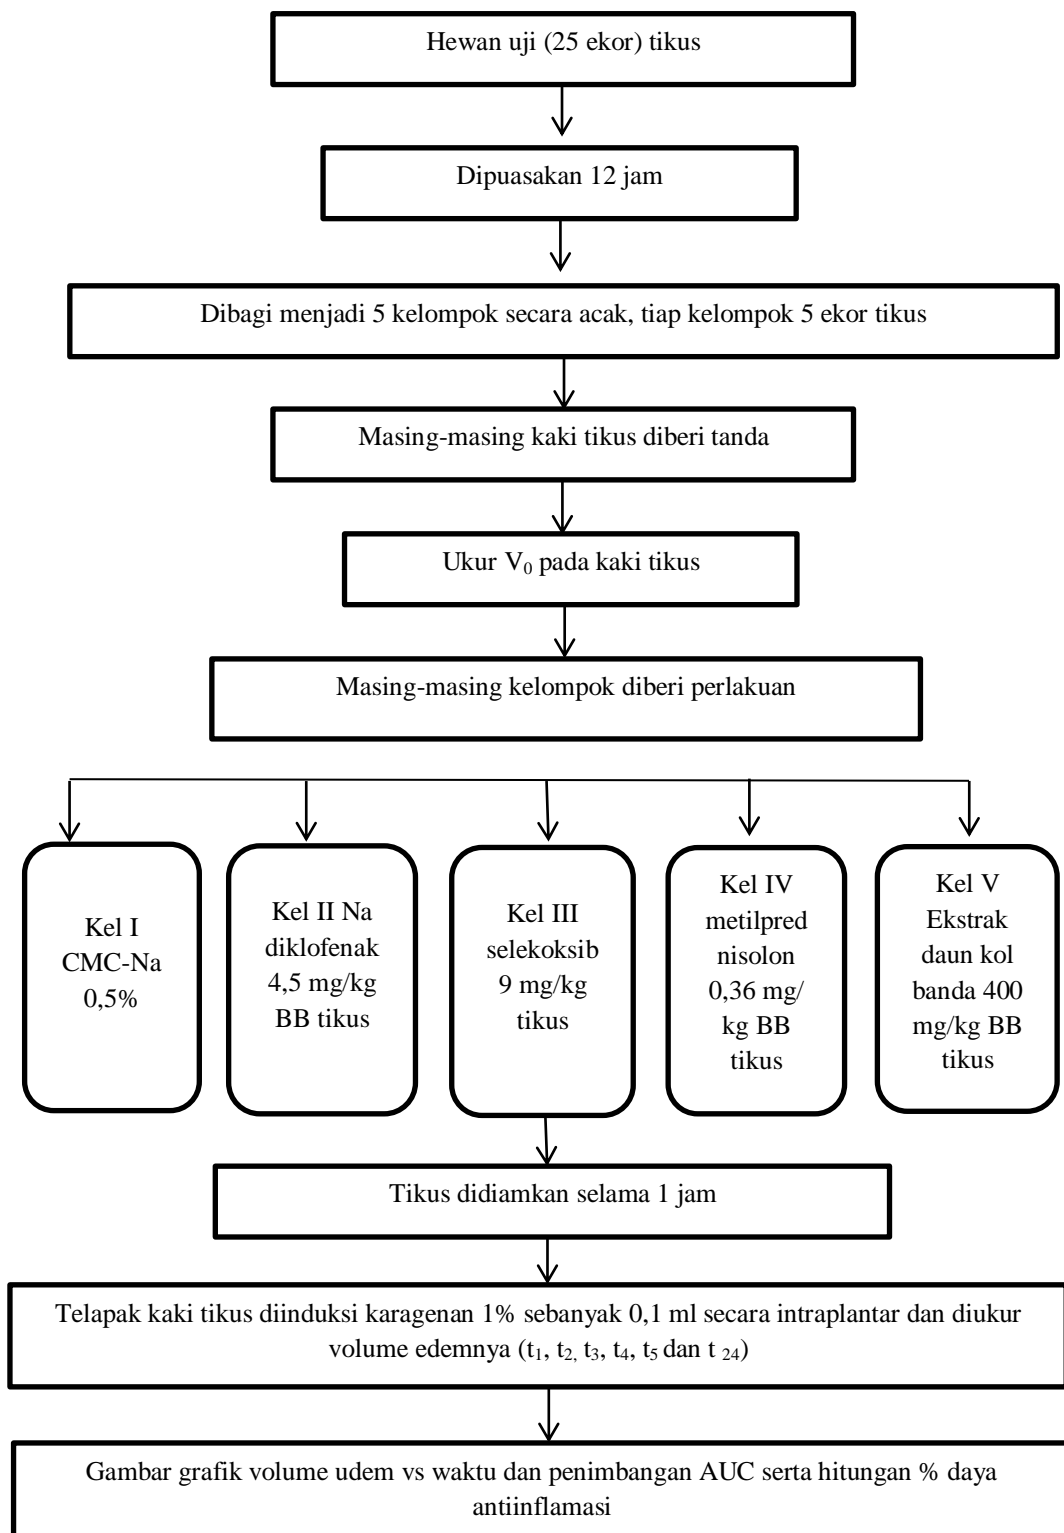 Hewan uji (25 ekor) tikus
Dipuasakan 12 jam
Dibagi menjadi 5 kelompok secara acak, tiap kelompok 5 ekor tikus
Masing-masing kaki tikus diberi tanda
Ukur V₀ pada kaki tikus
Masing-masing kelompok diberi perlakuan
Kel I
CMC-Na
0,5%
Kel II Na
diklofenak
4,5 mg/kg
BB tikus
Kel III
selekoksib
9 mg/kg
tikus
Kel IV
metilpred
nisolon
0,36 mg/
kg BB
tikus
Kel V
Ekstrak
daun kol
banda 400
mg/kg BB
tikus
Tikus didiamkan selama 1 jam
Telapak kaki tikus diinduksi karagenan 1% sebanyak 0,1 ml secara intraplantar dan diukur
volume edemnya (t₁, t₂, t₃, t₄, t₅ dan t ₂₄)
Gambar grafik volume udem vs waktu dan penimbangan AUC serta hitungan % daya
antiinflamasi